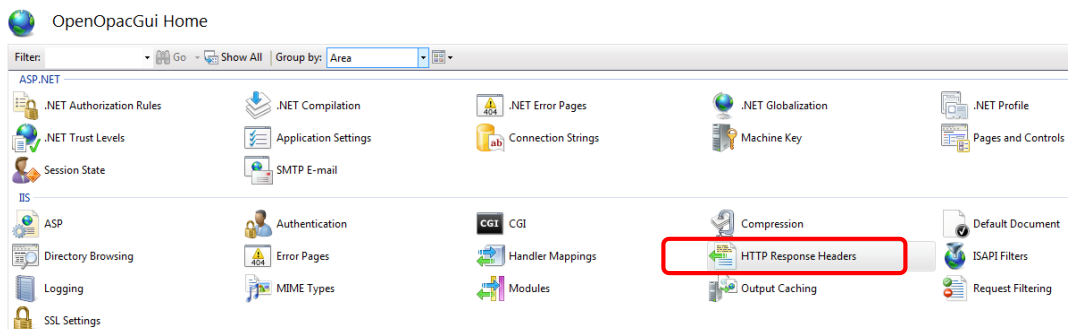 OpenOpacGui Home
Filter: Go Show All Group by: Area
ASP.NET
.NET Authorization Rules .NET Compilation .NET Error Pages .NET Globalization .NET Profile
.NET Trust Levels Application Settings Connection Strings Machine Key Pages and Controls
Session State SMTP E-mail
IIS
ASP Authentication CGI CGI Compression Default Document
Directory Browsing Error Pages Handler Mappings HTTP Response Headers ISAPI Filters
Logging MIME Types Modules Output Caching Request Filtering
SSL Settings